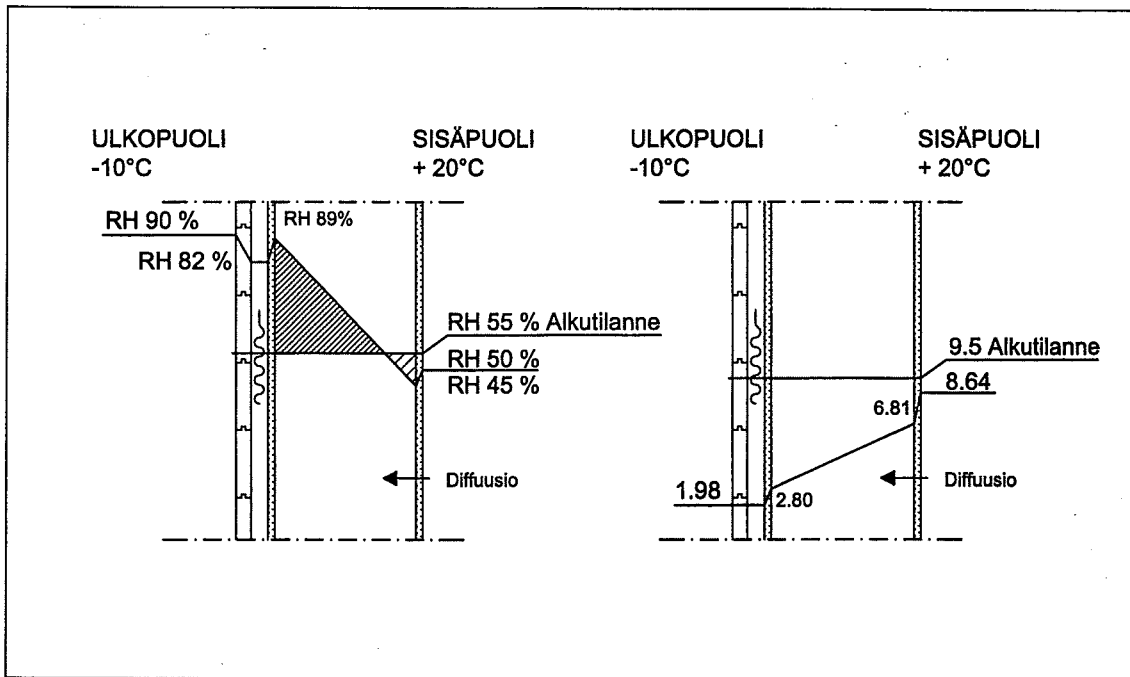 ULKOPUOLI
-10°C
SISÄPUOLI
+ 20°C
RH 90 %
RH 82 %
RH 89%
RH 55 % Alkutilanne
RH 50 %
RH 45 %
Diffuusio
ULKOPUOLI
-10°C
SISÄPUOLI
+ 20°C
9.5 Alkutilanne
8.64
6.81
Diffuusio
1.98
2.80